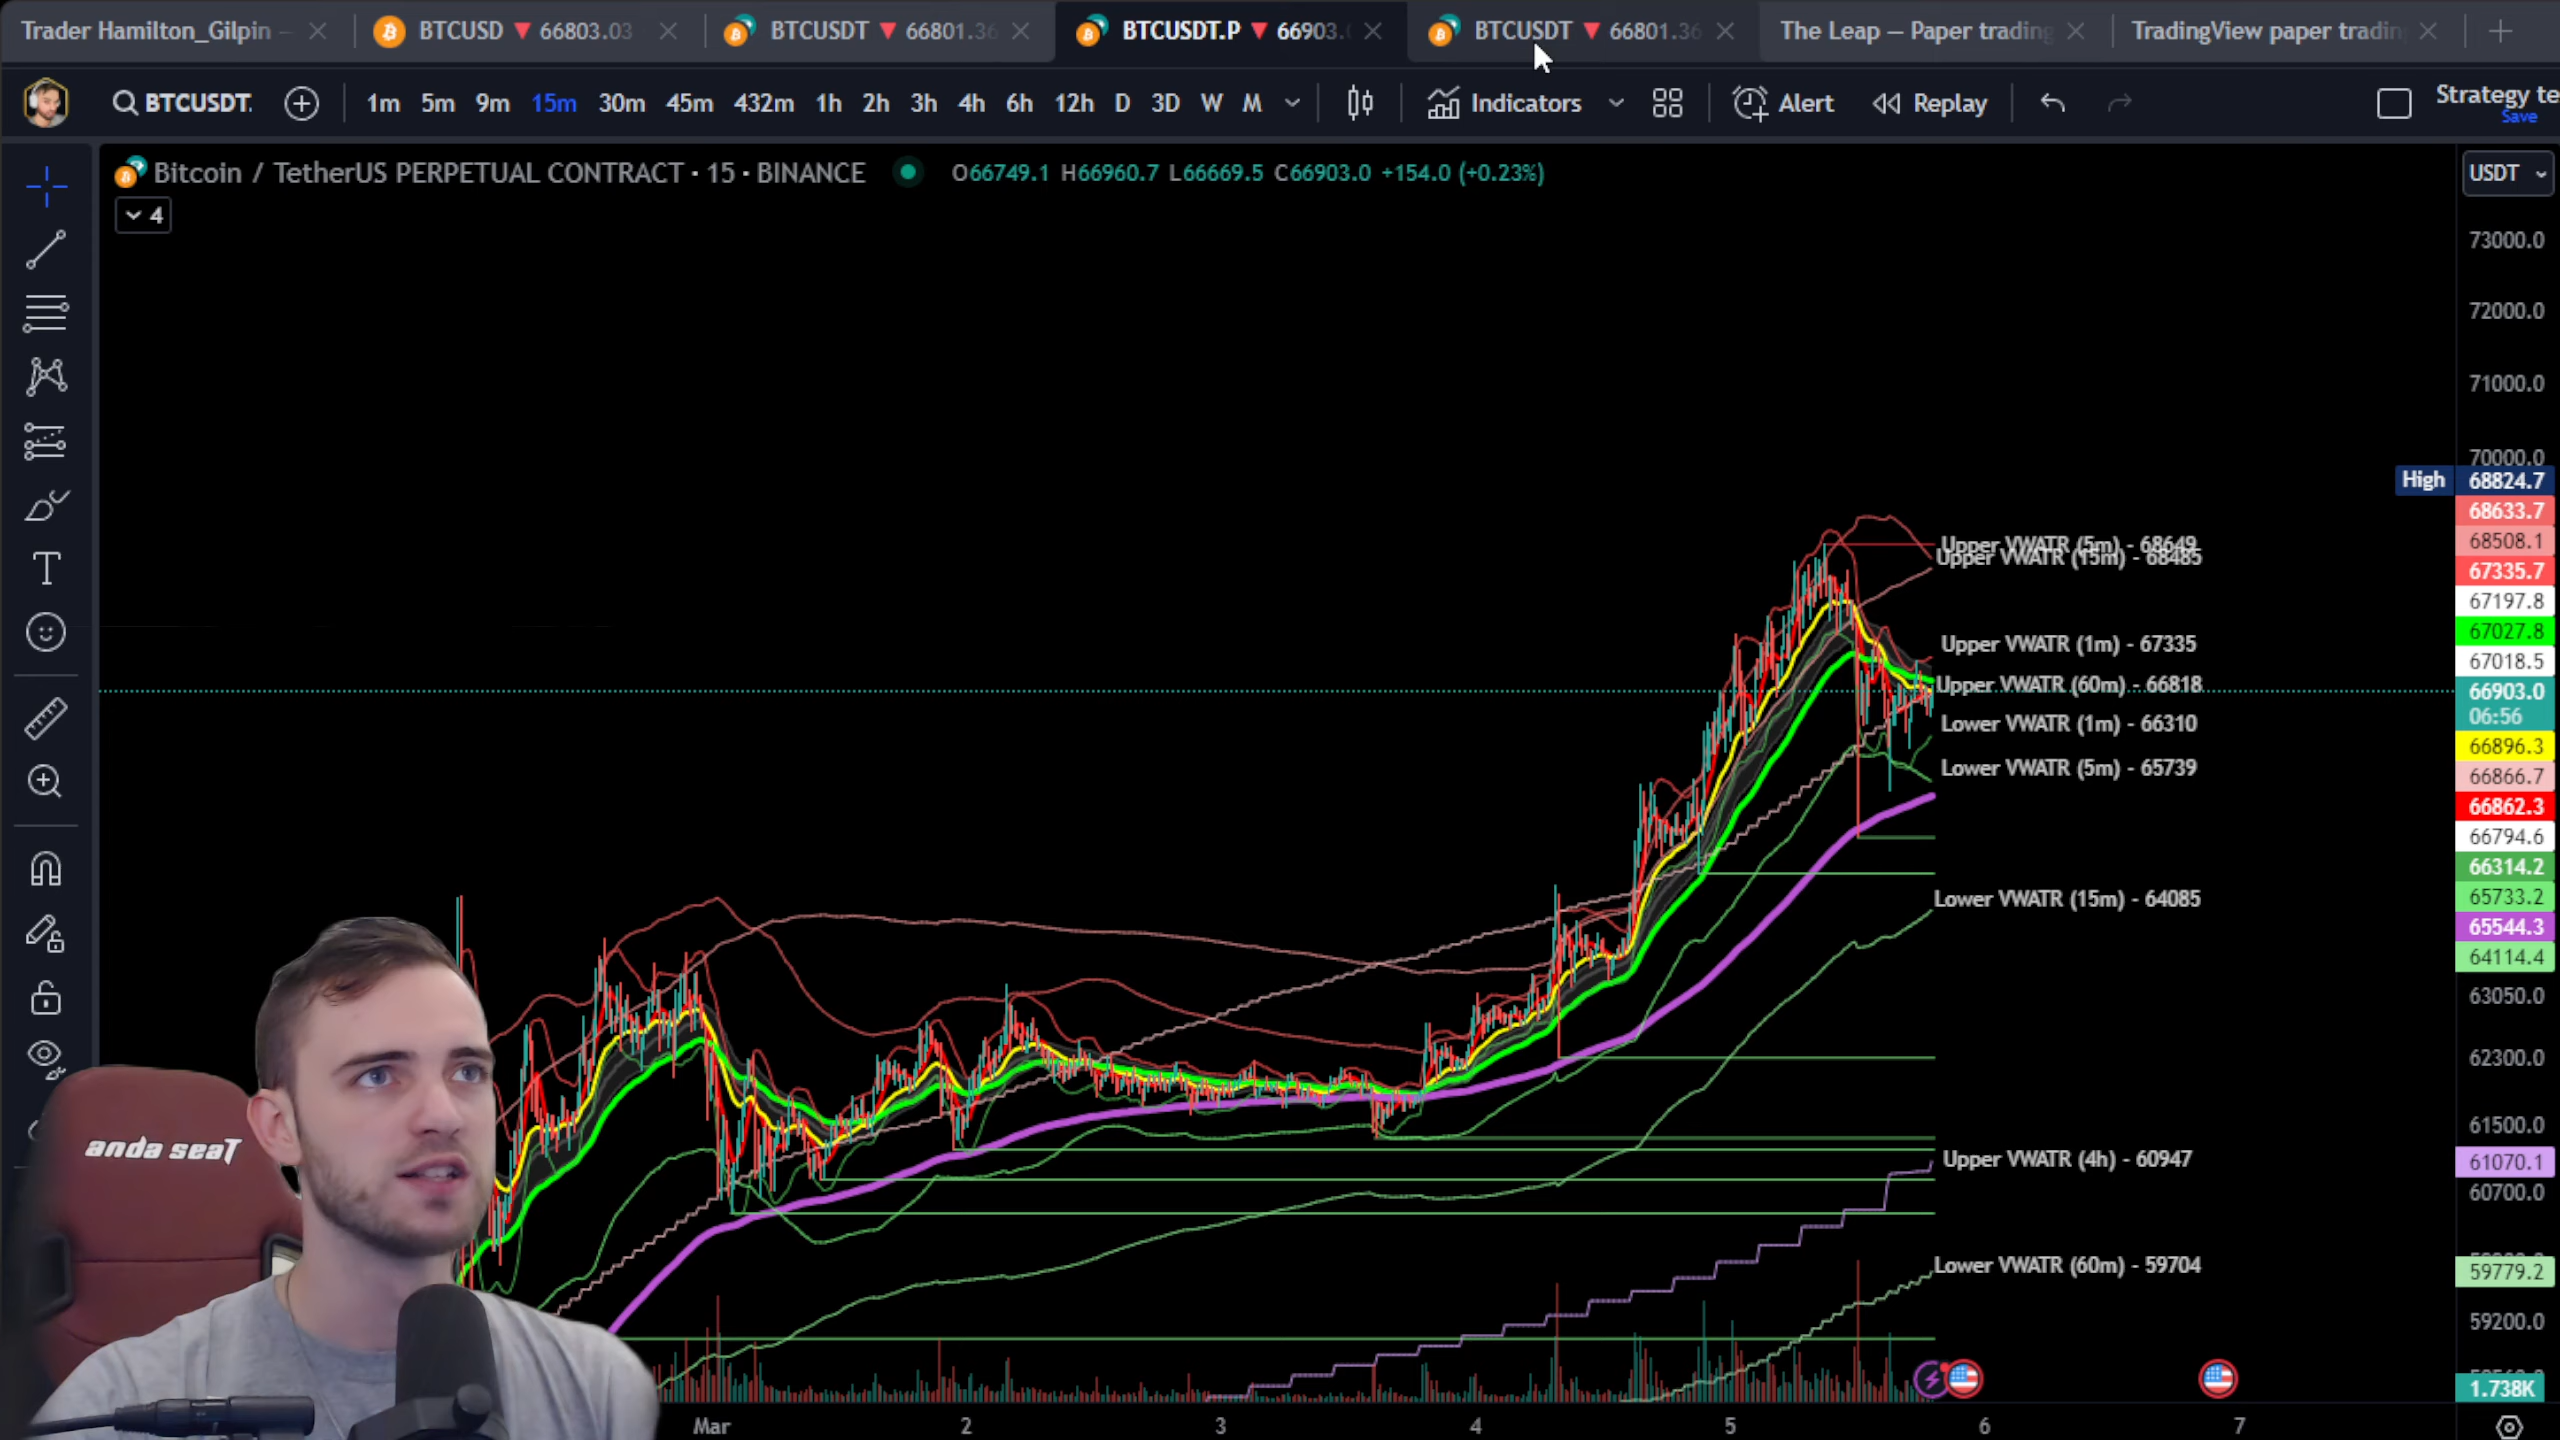 Trader Hamilton_Gilpin –
BTCUSD ▼ 66803.03
BTCUSDT ▼ 66801.36
BTCUSDT.P ▼ 66903.
BTCUSDT ▼ 66801.36
The Leap — Paper trading
TradingView paper trading
BTCUSDT.
1m 5m 9m 15m 30m 45m 432m 1h 2h 3h 4h 6h 12h D 3D W M
Indicators
Alert
Replay
Strategy te
Save
Bitcoin / TetherUS PERPETUAL CONTRACT · 15 · BINANCE
O66749.1 H66960.7 L66669.5 C66903.0 +154.0 (+0.23%)
USDT
4
73000.0
72000.0
71000.0
70000.0
High 68824.7
68633.7
68508.1
67335.7
67197.8
67027.8
67018.5
66903.0
06:56
66896.3
66866.7
66862.3
66794.6
66314.2
65733.2
65544.3
64114.4
63050.0
62300.0
61500.0
61070.1
60700.0
59779.2
59200.0
1.738K
Upper VWATR (5m) - 68649
Upper VWATR (15m) - 68485
Upper VWATR (1m) - 67335
Upper VWATR (60m) - 66818
Lower VWATR (1m) - 66310
Lower VWATR (5m) - 65739
Lower VWATR (15m) - 64085
Upper VWATR (4h) - 60947
Lower VWATR (60m) - 59704
anda seaT
Mar 2 3 4 5 6 7